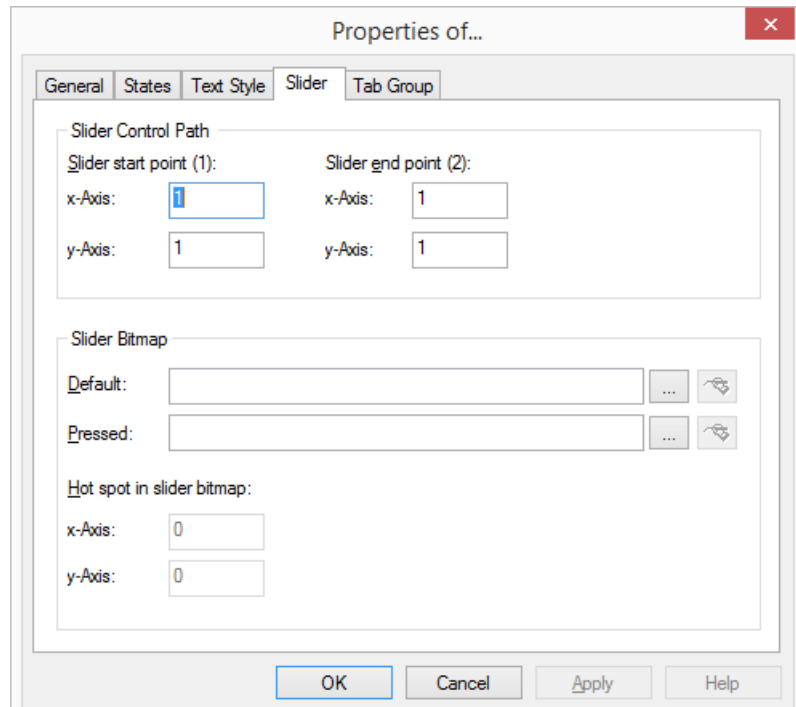 Properties of...
General States Text Style Slider Tab Group
Slider Control Path
Slider start point (1): Slider end point (2):
x-Axis: 1 x-Axis: 1
y-Axis: 1 y-Axis: 1
Slider Bitmap
Default: ...
Pressed: ...
Hot spot in slider bitmap:
x-Axis: 0
y-Axis: 0
OK Cancel Apply Help